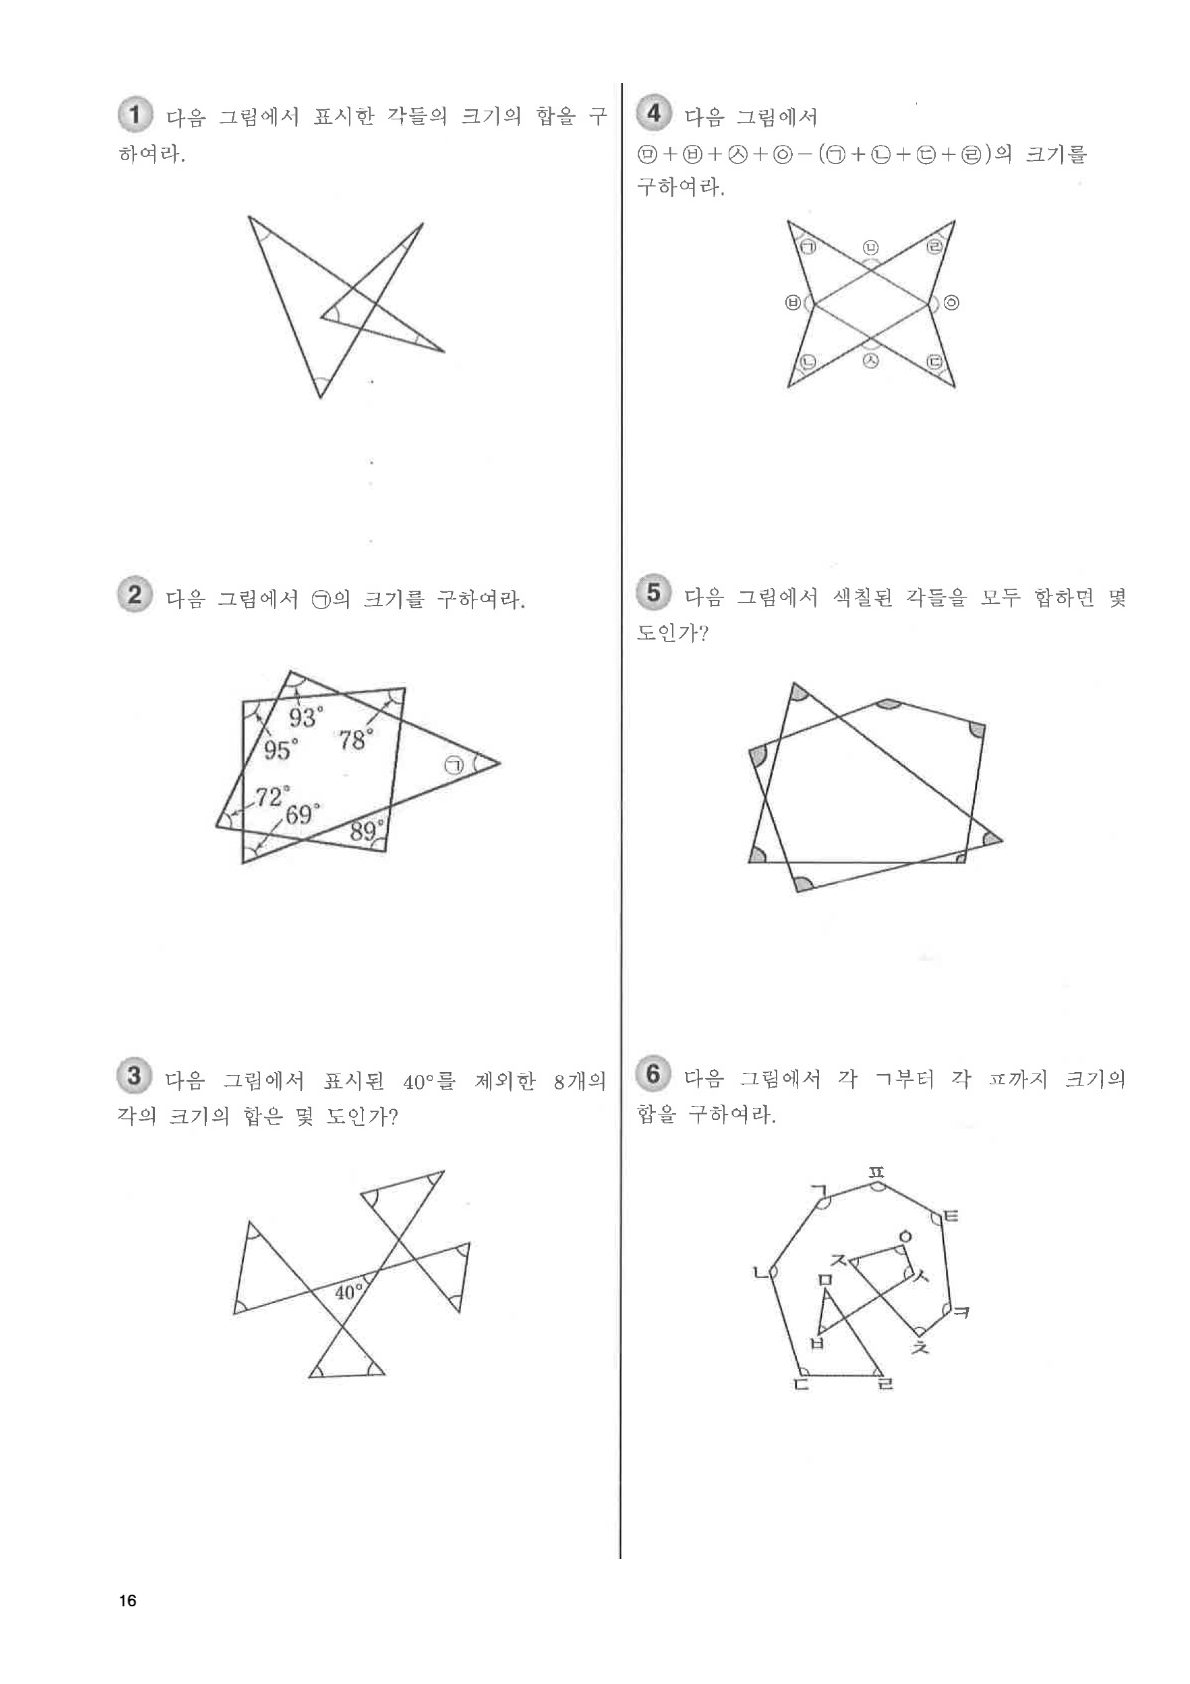 1 다음 그림에서 표시한 각들의 크기의 합을 구
하여라.
2 다음 그림에서 ㉠의 크기를 구하여라.
93°
95°
78°
㉠
72°
69°
89°
3 다음 그림에서 표시된 40°를 제외한 8개의
각의 크기의 합은 몇 도인가?
40°
4 다음 그림에서
㉤+㉥+㉦+㉧-(㉠+㉡+㉢+㉣)의 크기를
구하여라.
㉠ ㉤ ㉣
㉥ ㉧
㉡ ㉦ ㉢
5 다음 그림에서 색칠된 각들을 모두 합하면 몇
도인가?
6 다음 그림에서 각 ㄱ부터 각 ㅍ까지 크기의
합을 구하여라.
ㅍ
ㄱ
ㅌ
ㅇ
ㅈ
ㄴ
ㅁ
ㅅ
ㅋ
ㅂ
ㅊ
ㄷ
ㄹ
16